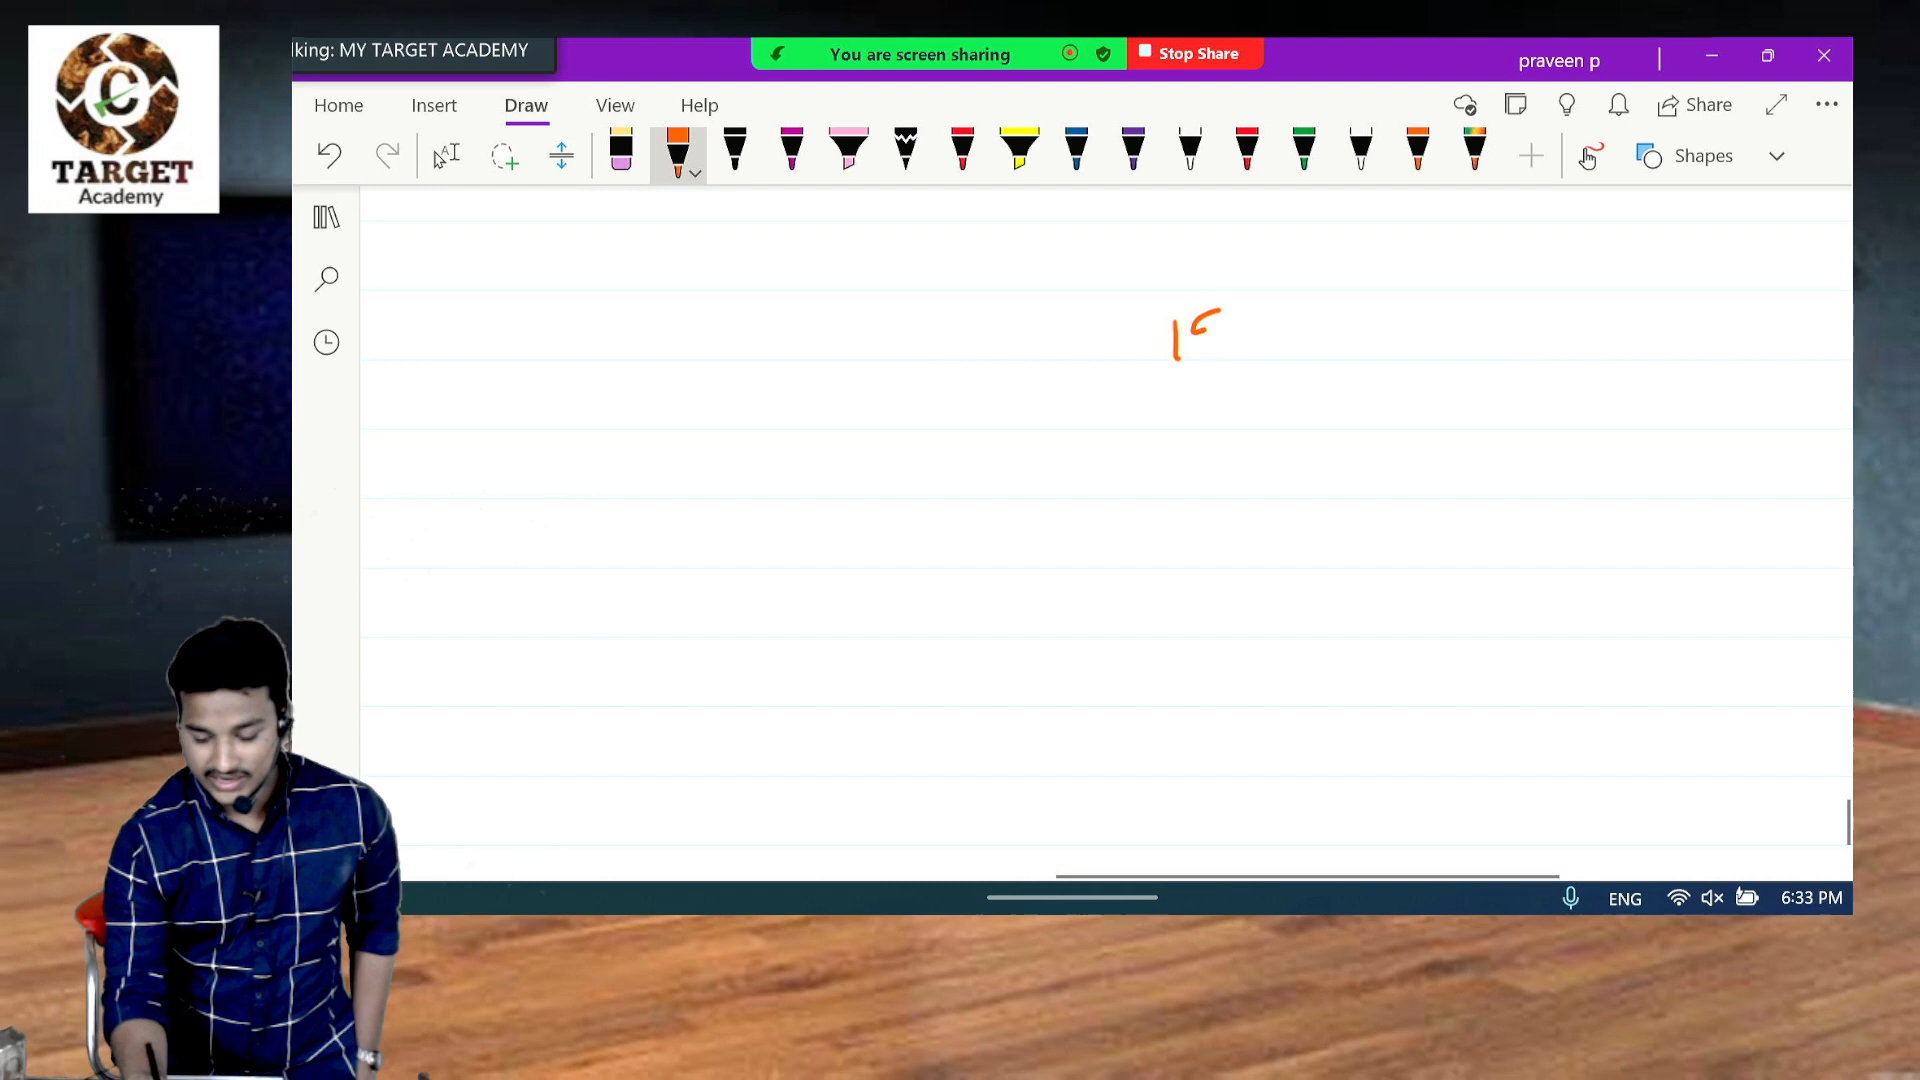 TARGET
Academy
lking: MY TARGET ACADEMY
You are screen sharing
Stop Share
praveen p
Home Insert Draw View Help
Share
Shapes
ENG
6:33 PM